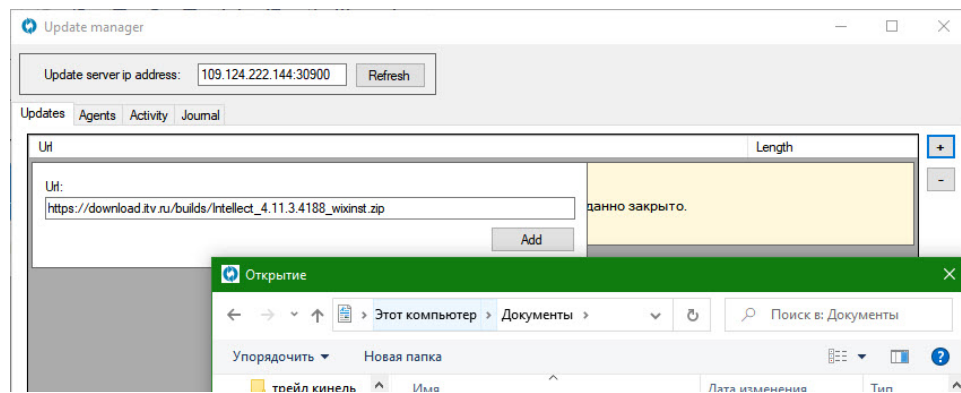 Update manager
Update server ip address: 109.124.222.144:30900 Refresh
Updates Agents Activity Journal
Url Length
+
-
Url:
https://download.itv.ru/builds/Intellect_4.11.3.4188_wixinst.zip
данно закрыто.
Add
Открытие
Этот компьютер > Документы >
Поиск в: Документы
Упорядочить Новая папка
?
трейл кинель Имя Дата изменения Тип